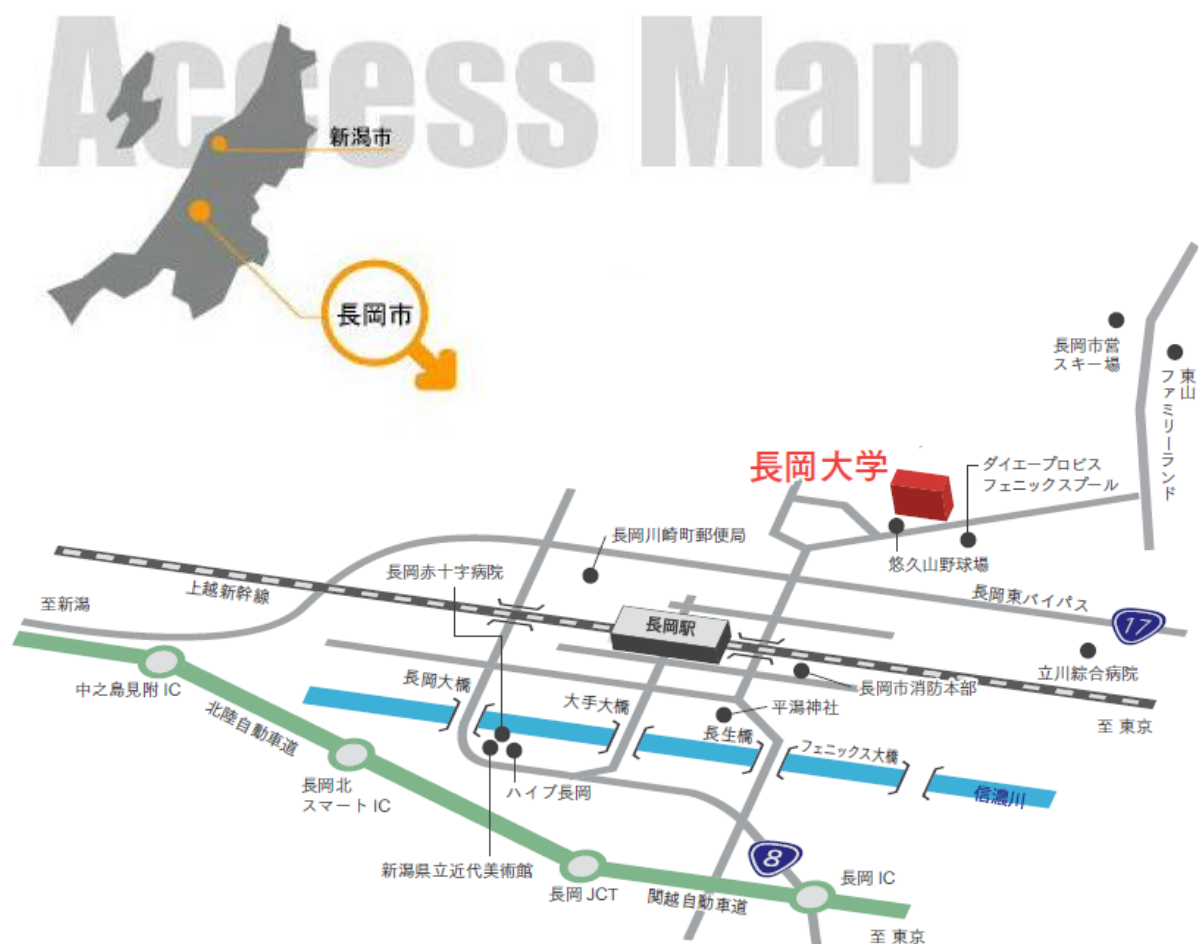 Access Map
新潟市
長岡市
長岡市営
スキー場
東山
ファミリーランド
長岡大学
ダイエープロビス
フェニックスプール
悠久山野球場
長岡川崎町郵便局
長岡赤十字病院
上越新幹線
至新潟
長岡東バイパス
17
長岡駅
立川綜合病院
長岡市消防本部
中之島見附 IC
長岡大橋
大手大橋
平潟神社
至 東京
北陸自動車道
長生橋
フェニックス大橋
長岡北
スマート IC
ハイブ長岡
信濃川
新潟県立近代美術館
8
長岡 JCT
関越自動車道
長岡 IC
至 東京